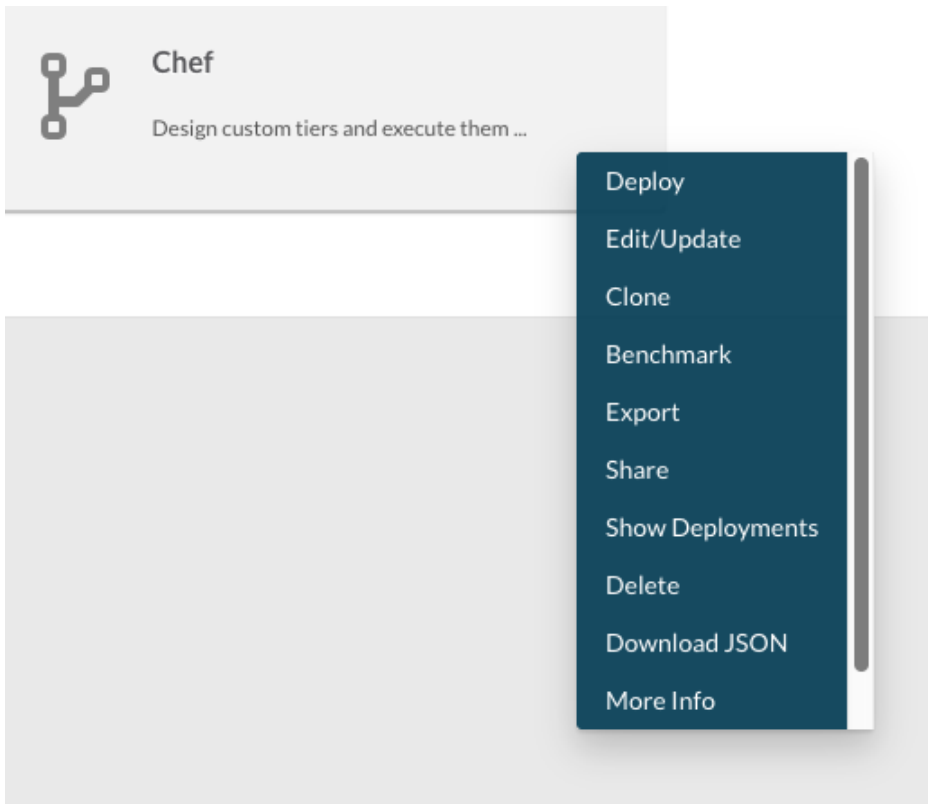 Chef
Design custom tiers and execute them ...
Deploy
Edit/Update
Clone
Benchmark
Export
Share
Show Deployments
Delete
Download JSON
More Info